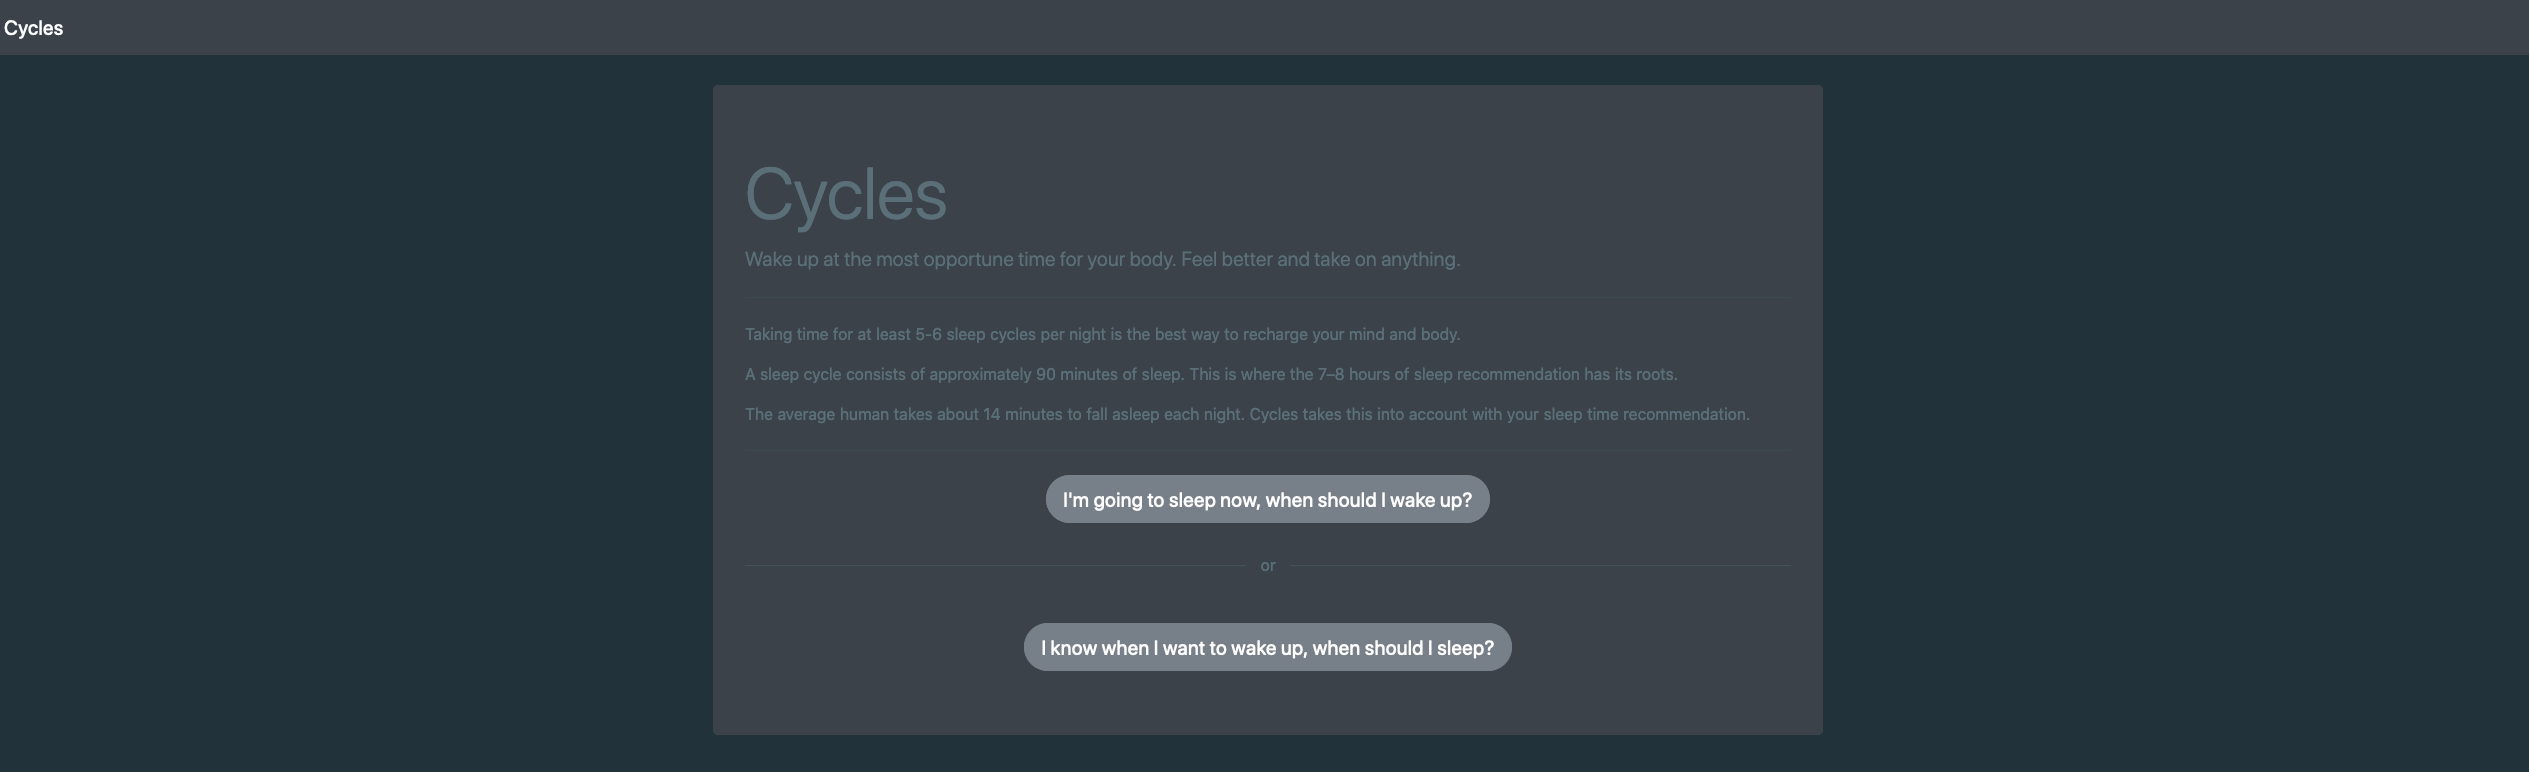 Cycles
Cycles
Wake up at the most opportune time for your body. Feel better and take on anything.
Taking time for at least 5-6 sleep cycles per night is the best way to recharge your mind and body.
A sleep cycle consists of approximately 90 minutes of sleep. This is where the 7–8 hours of sleep recommendation has its roots.
The average human takes about 14 minutes to fall asleep each night. Cycles takes this into account with your sleep time recommendation.
I'm going to sleep now, when should I wake up?
or
I know when I want to wake up, when should I sleep?